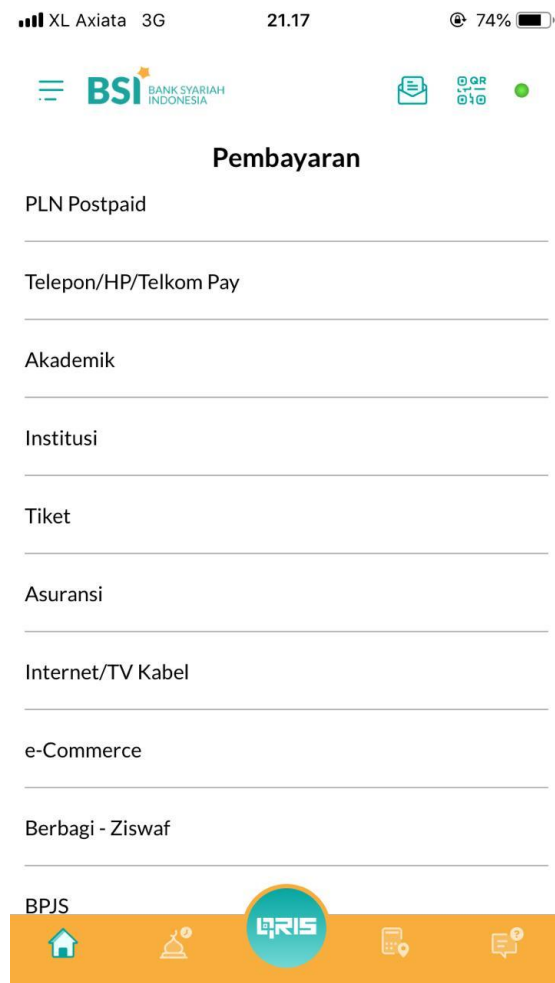 XL Axiata 3G 21.17 74%
BSI BANK SYARIAH
INDONESIA
QR
Pembayaran
PLN Postpaid
Telepon/HP/Telkom Pay
Akademik
Institusi
Tiket
Asuransi
Internet/TV Kabel
e-Commerce
Berbagi - Ziswaf
BPJS
QRIS
?